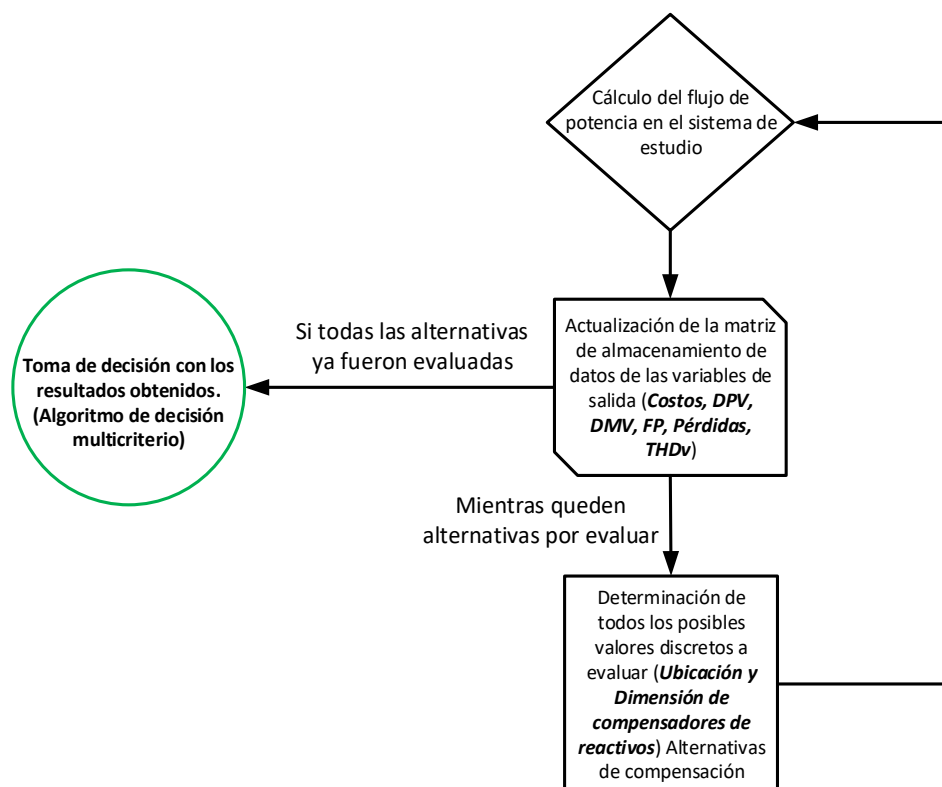 Cálculo del flujo de
potencia en el sistema de
estudio
Actualización de la matriz
de almacenamiento de
datos de las variables de
salida (Costos, DPV,
DMV, FP, Pérdidas,
THDv)
Si todas las alternativas
ya fueron evaluadas
Toma de decisión con los
resultados obtenidos.
(Algoritmo de decisión
multicriterio)
Mientras queden
alternativas por evaluar
Determinación de
todos los posibles
valores discretos a
evaluar (Ubicación y
Dimensión de
compensadores de
reactivos) Alternativas
de compensación